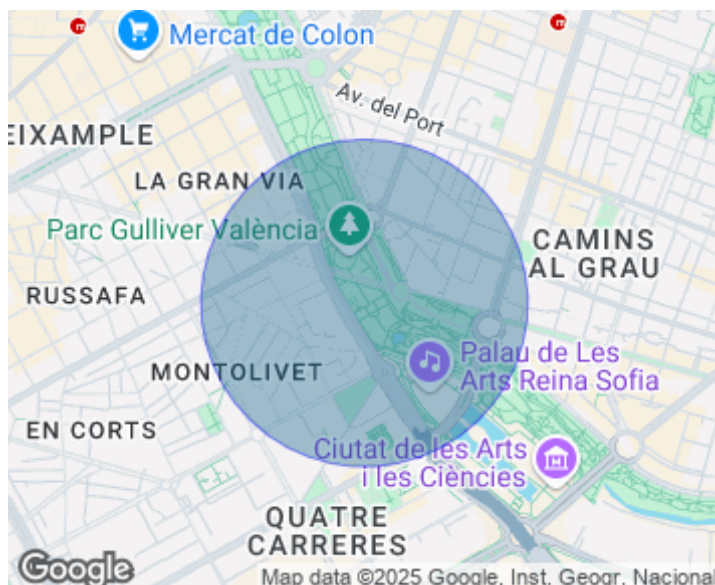 Mercat de Colon
Av. del Port
EIXAMPLE
LA GRAN VIA
Parc Gulliver València
CAMINS
AL GRAU
RUSSAFA
Palau de Les
Arts Reina Sofia
MONTOLIVET
EN CORTS
Ciutat de les Arts
i les Ciències
QUATRE
CARRERES
Google
Map data ©2025 Google, Inst. Geogr. Nacional